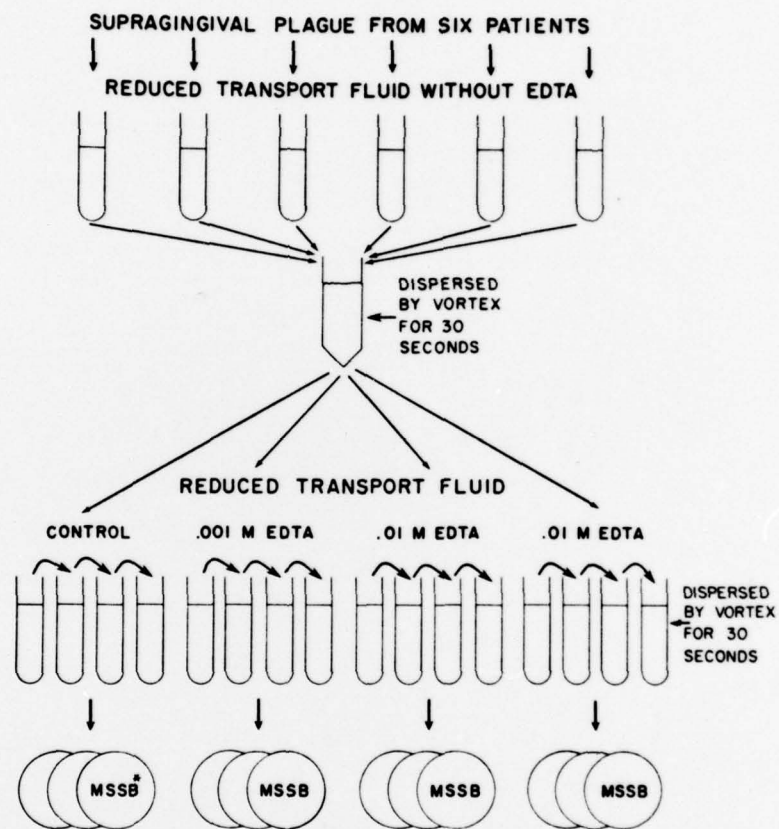 SUPRAGINGIVAL PLAGUE FROM SIX PATIENTS
REDUCED TRANSPORT FLUID WITHOUT EDTA
DISPERSED
BY VORTEX
FOR 30
SECONDS
REDUCED TRANSPORT FLUID
CONTROL
.001 M EDTA
.01 M EDTA
.01 M EDTA
DISPERSED
BY VORTEX
FOR 30
SECONDS
MSSB*
MSSB
MSSB
MSSB